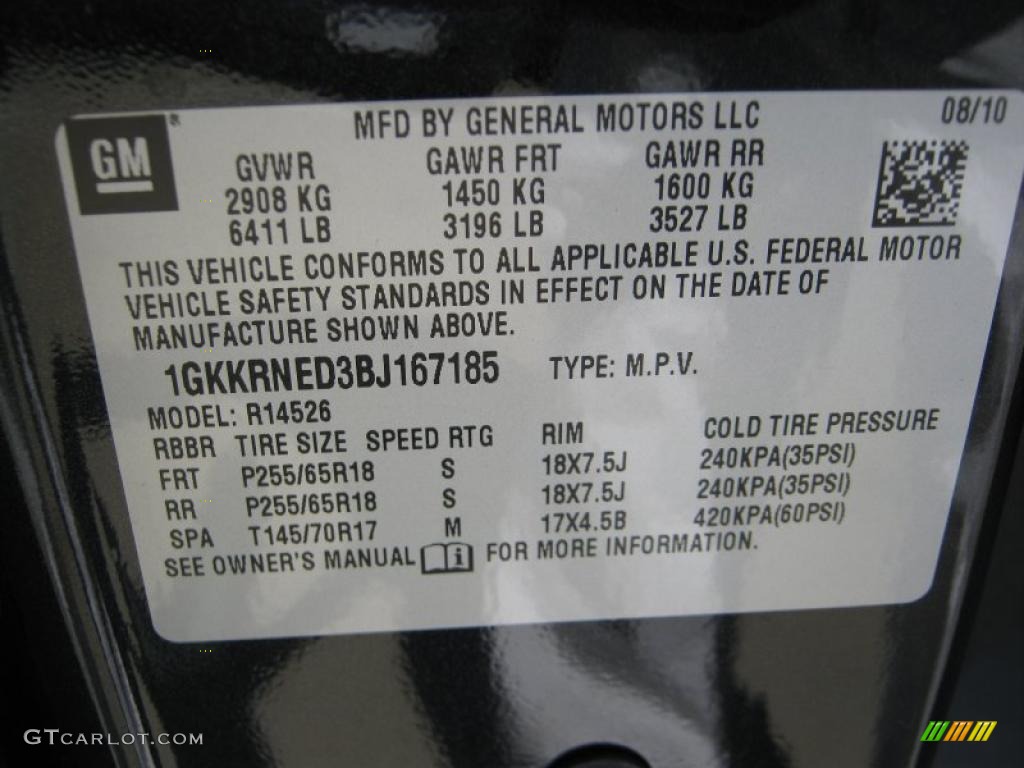 GM
MFD BY GENERAL MOTORS LLC 08/10
GVWR GAWR FRT GAWR RR
2908 KG 1450 KG 1600 KG
6411 LB 3196 LB 3527 LB
THIS VEHICLE CONFORMS TO ALL APPLICABLE U.S. FEDERAL MOTOR
VEHICLE SAFETY STANDARDS IN EFFECT ON THE DATE OF
MANUFACTURE SHOWN ABOVE.
1GKKRNED3BJ167185 TYPE: M.P.V.
MODEL: R14526
RBBR TIRE SIZE SPEED RTG RIM COLD TIRE PRESSURE
FRT P255/65R18 S 18X7.5J 240KPA(35PSI)
RR P255/65R18 S 18X7.5J 240KPA(35PSI)
SPA T145/70R17 M 17X4.5B 420KPA(60PSI)
SEE OWNER'S MANUAL i FOR MORE INFORMATION.
GTCARLOT.COM